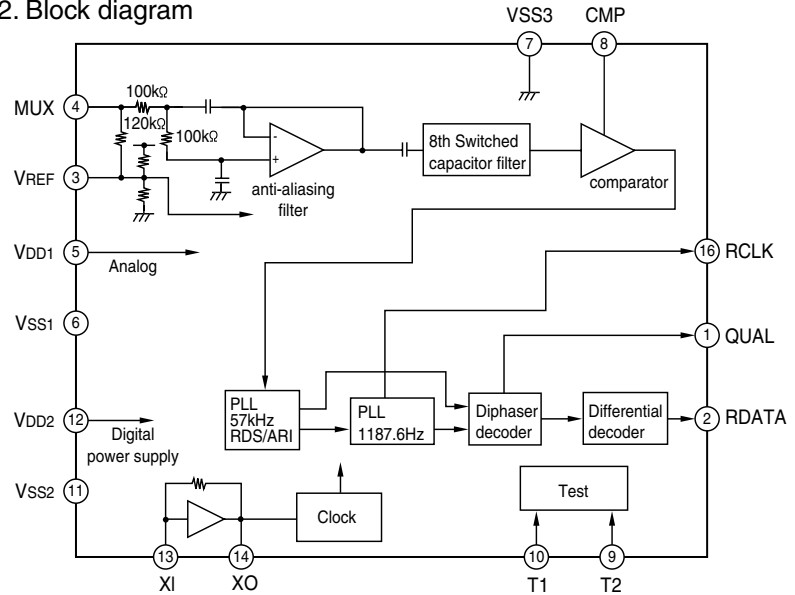 2. Block diagram
VSS3
CMP
7
8
100kΩ
MUX
4
120kΩ
100kΩ
-
+
8th Switched
capacitor filter
VREF
3
anti-aliasing
filter
comparator
VDD1
5
Analog
16
RCLK
VSS1
6
1
QUAL
VDD2
12
Digital
power supply
PLL
57kHz
RDS/ARI
PLL
1187.6Hz
Diphaser
decoder
Differential
decoder
2
RDATA
VSS2
11
Clock
Test
13
14
10
9
XI
XO
T1
T2